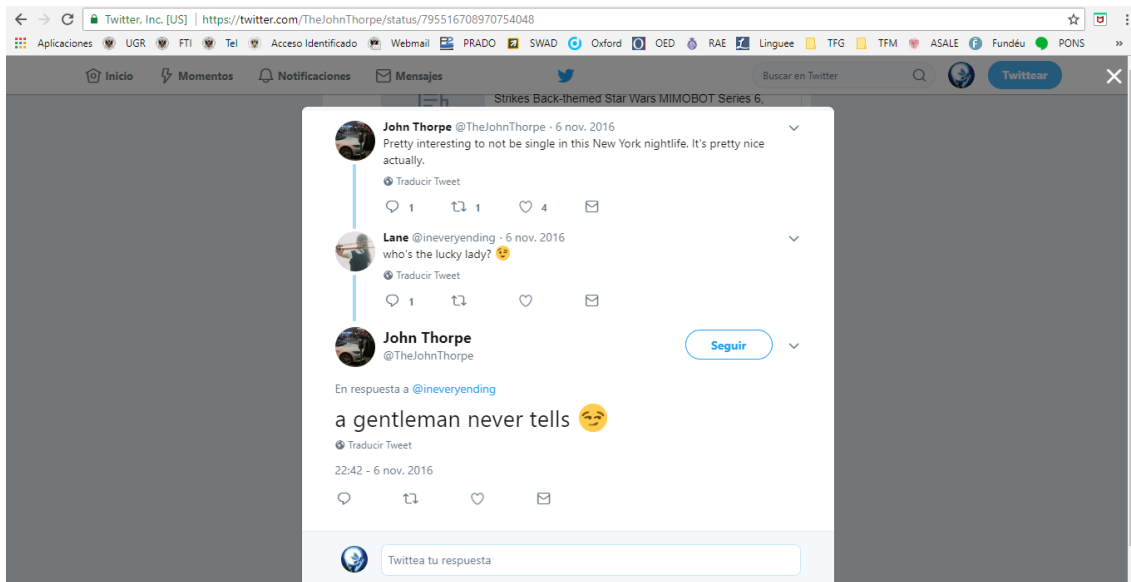 Twitter, Inc. [US] | https://twitter.com/TheJohnThorpe/status/795516708970754048
Aplicaciones UGR FTI Tel Acceso Identificado Webmail PRADO SWAD Oxford OED RAE Linguee TFG TFM ASALE Fundéu PONS »
Inicio Momentos Notificaciones Mensajes Buscar en Twitter Twittear
Strikes Back-themed Star Wars MIMOBOT Series 6,
John Thorpe @TheJohnThorpe · 6 nov. 2016
Pretty interesting to not be single in this New York nightlife. It's pretty nice
actually.
Traducir Tweet
1 1 4
Lane @ineveryending · 6 nov. 2016
who's the lucky lady? 😉
Traducir Tweet
1
John Thorpe
@TheJohnThorpe
Seguir
En respuesta a @ineveryending
a gentleman never tells 😏
Traducir Tweet
22:42 - 6 nov. 2016
Twittea tu respuesta